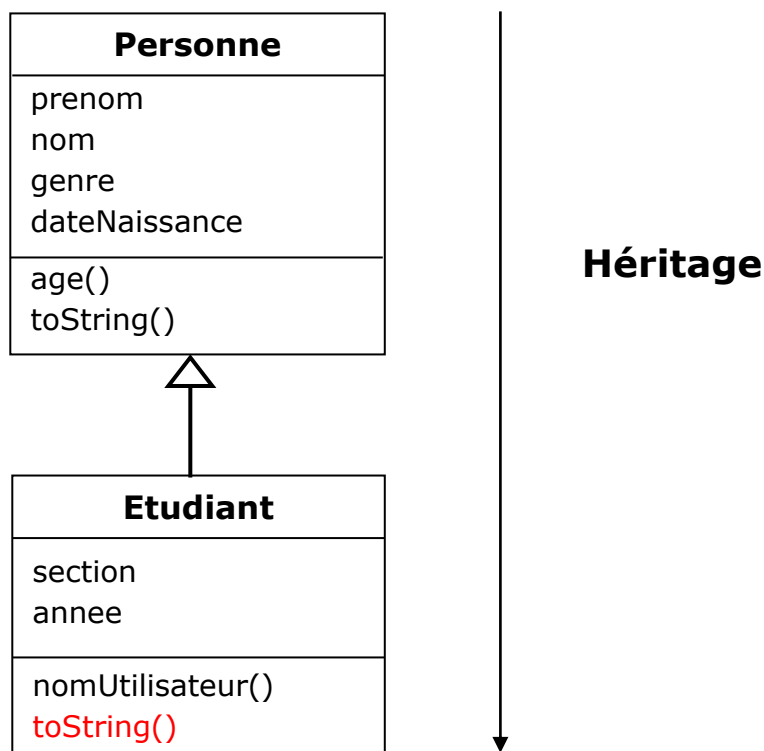 Personne
prenom
nom
genre
dateNaissance
age()
toString()
Héritage
Etudiant
section
annee
nomUtilisateur()
toString()